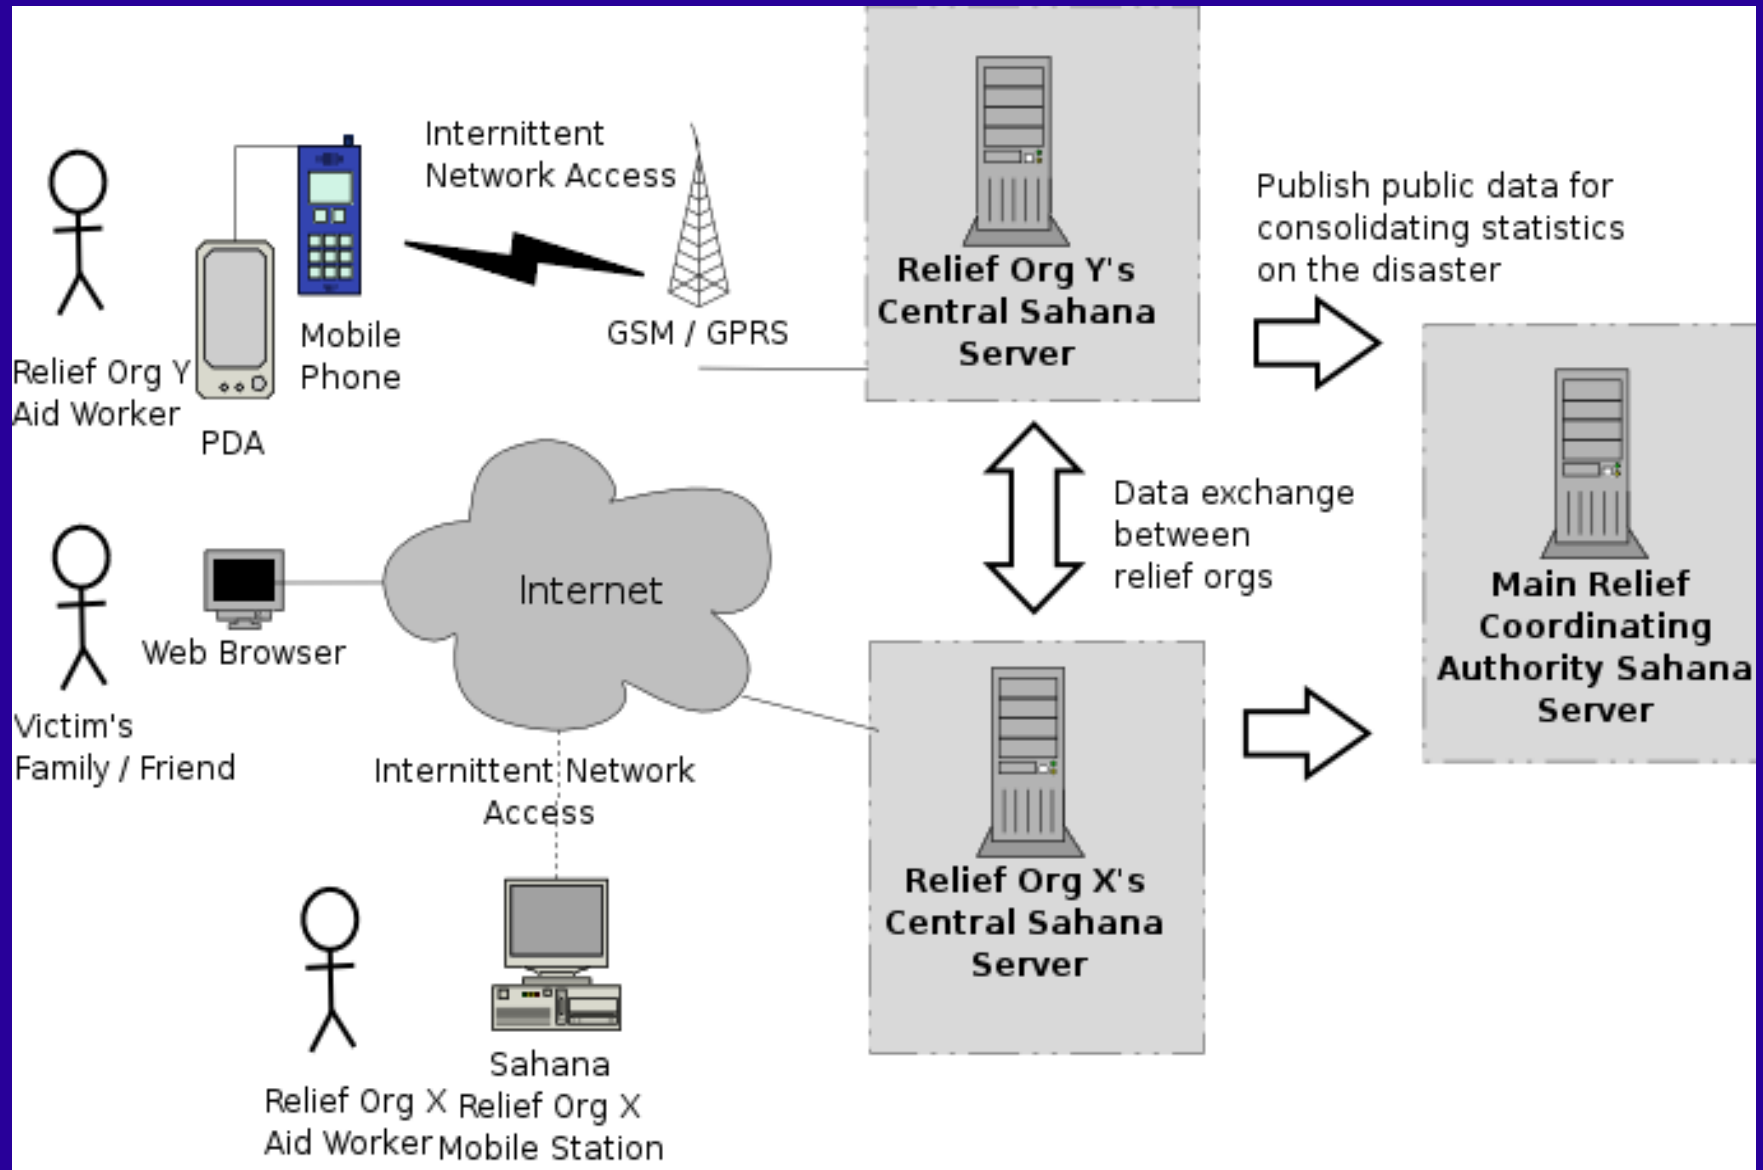 Internittent
Network Access
Relief Org Y
Aid Worker
PDA
Mobile
Phone
GSM / GPRS
Relief Org Y's
Central Sahana
Server
Publish public data for
consolidating statistics
on the disaster
Data exchange
between
relief orgs
Main Relief
Coordinating
Authority Sahana
Server
Internet
Web Browser
Victim's
Family / Friend
Internittent Network
Access
Relief Org X's
Central Sahana
Server
Relief Org X
Aid Worker
Sahana
Relief Org X
Mobile Station